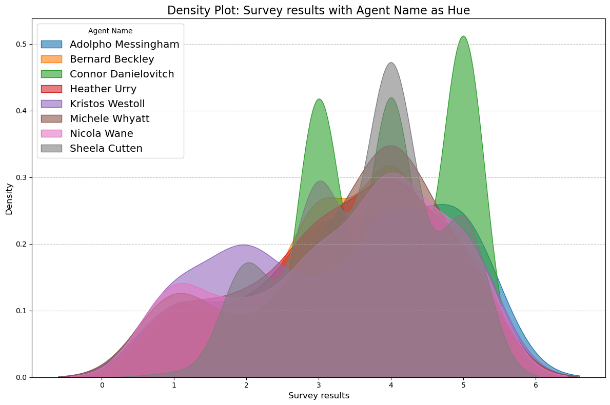 Density Plot: Survey results with Agent Name as Hue
Agent Name
Adolpho Messingham
Bernard Beckley
Connor Danielovitch
Heather Urry
Kristos Westoll
Michele Whyatt
Nicola Wane
Sheela Cutten
Density
0.5
0.4
0.3
0.2
0.1
0.0
0 1 2 3 4 5 6
Survey results